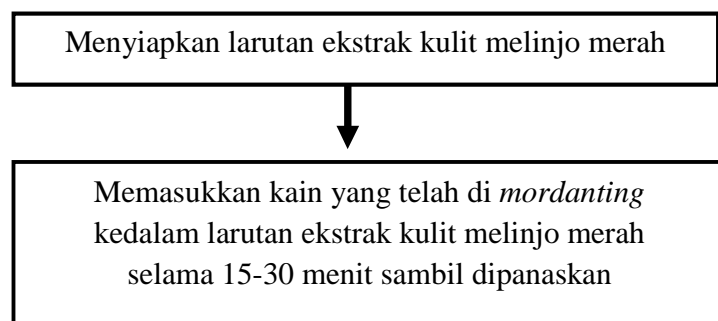 Menyiapkan larutan ekstrak kulit melinjo merah
Memasukkan kain yang telah di mordanting
kedalam larutan ekstrak kulit melinjo merah
selama 15-30 menit sambil dipanaskan